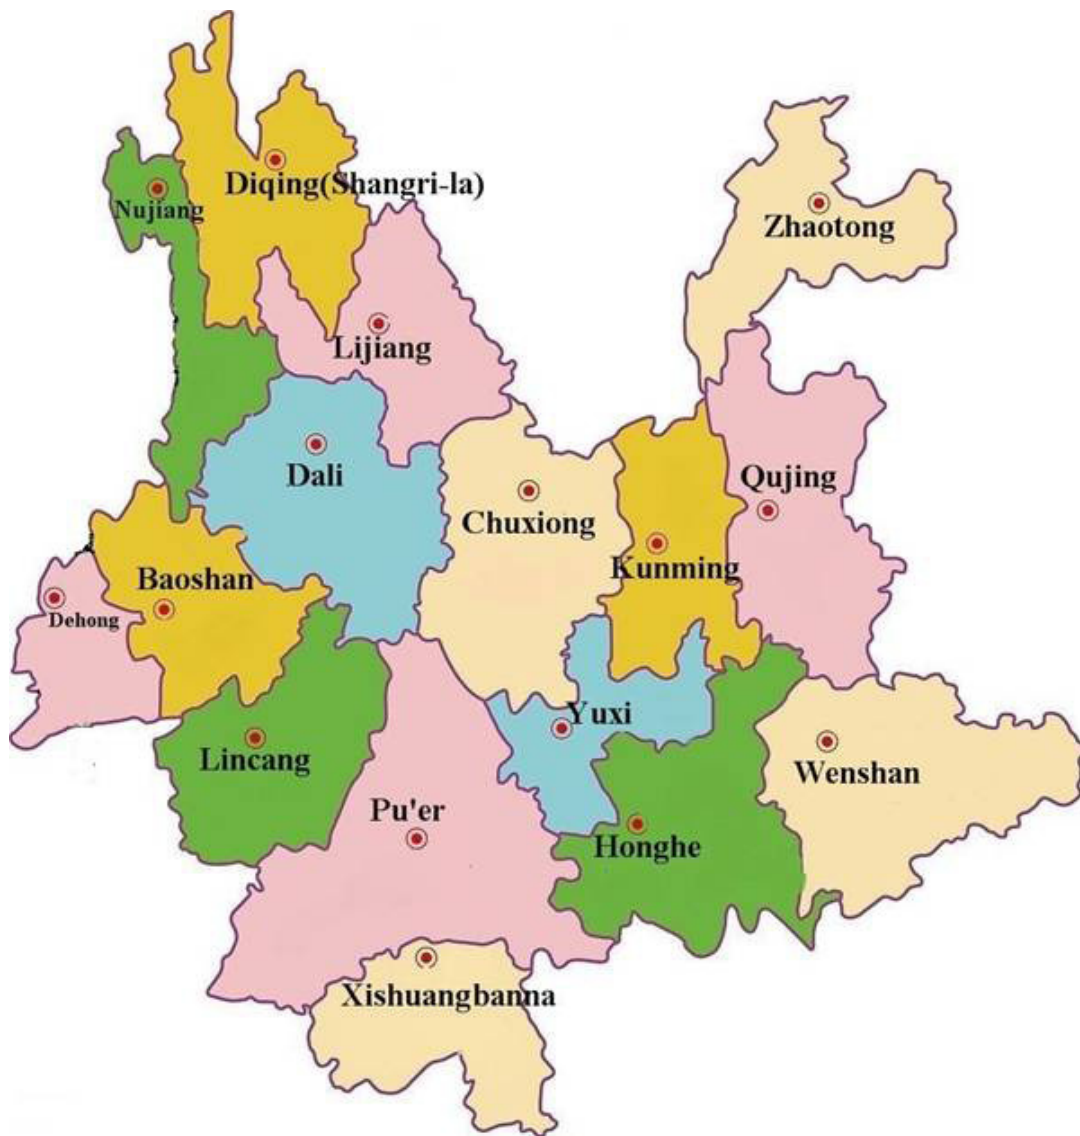 Diqing(Shangri-la)
Nujiang
Zhaotong
Lijiang
Dali
Qujing
Chuxiong
Kunming
Baoshan
Dehong
Yuxi
Lincang
Wenshan
Pu'er
Honghe
Xishuangbanna